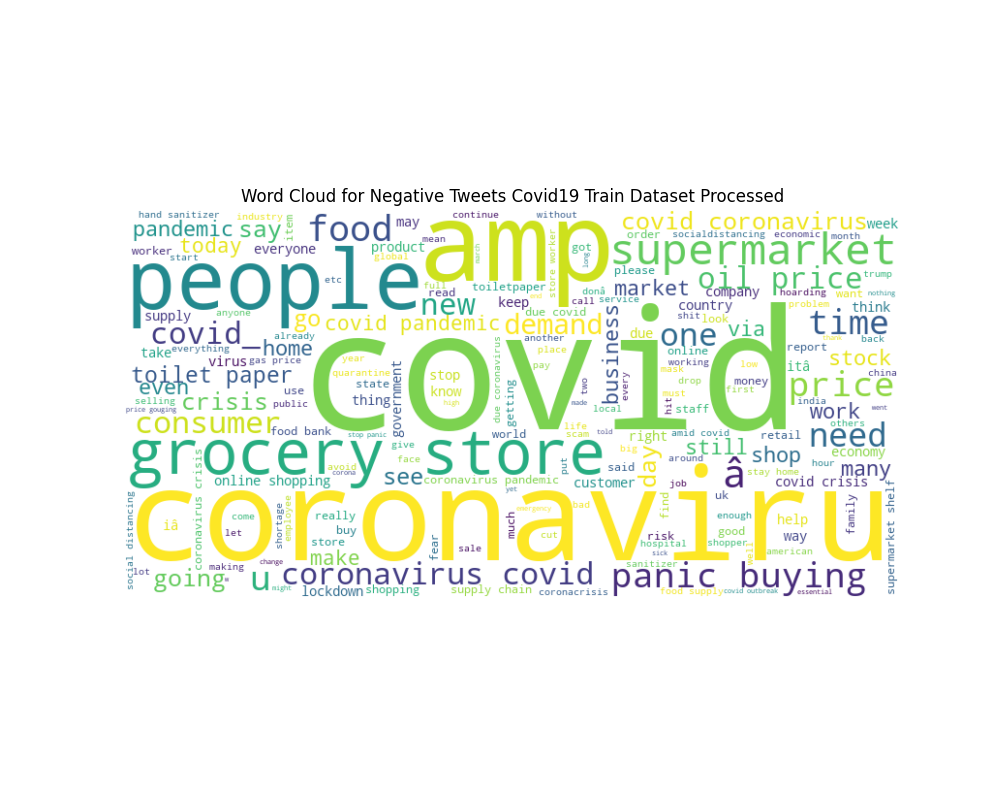 Word Cloud for Negative Tweets Covid19 Train Dataset Processed
hand sanitizer
industry
item
continue
without
covid coronavirus
week
pandemic
say
food
may
amp
got
order
socialdistancing
economic
month
worker
today
everyone
product
mean
march
store worker
long
supermarket
start
global
people
etc
full
toiletpaper
please
oil price
trump
read
call
donâ
service
market
company
hoarding
want
nothing
supply
anyone
new
keep
due covid
country
problem
think
go
covid pandemic
demand
business
shit
look
time
covid_
home
already
another
due
one
via
report
back
take
everything
virus
gas price
year
covid
place
online
working
think
stock
toilet paper
quarantine
government
stop
pay
mask
low
itâ
china
even
use
state
know
two
every
drop
money
price
selling
public
thing
high
getting
made
must
first
india
went
price gouging
crisis
due coronavirus
local
hit
staff
work
others
consumer
food bank
stop panic
world
life
scam
told
right
amid covid
retail
need
grocery store
give
put
said
big
day
still
shop
economy
avoid
face
around
hour
corona
see
coronavirus pandemic
customer
job
â
stay home
many
online shopping
yet
covid crisis
coronavirus crisis
social distancing
coronaviru
emergency
bad
find
uk
enough
family
supermarket shelf
iâ
come
shortage
employee
really
much
cut
good
help
let
buy
fear
risk
shopper
way
store
sale
hospital
well
american
making
make
sick
lot
change
sanitizer
going
u
coronavirus covid
panic buying
might
lockdown
shopping
supply chain
coronacrisis
food supply
covid outbreak
essential